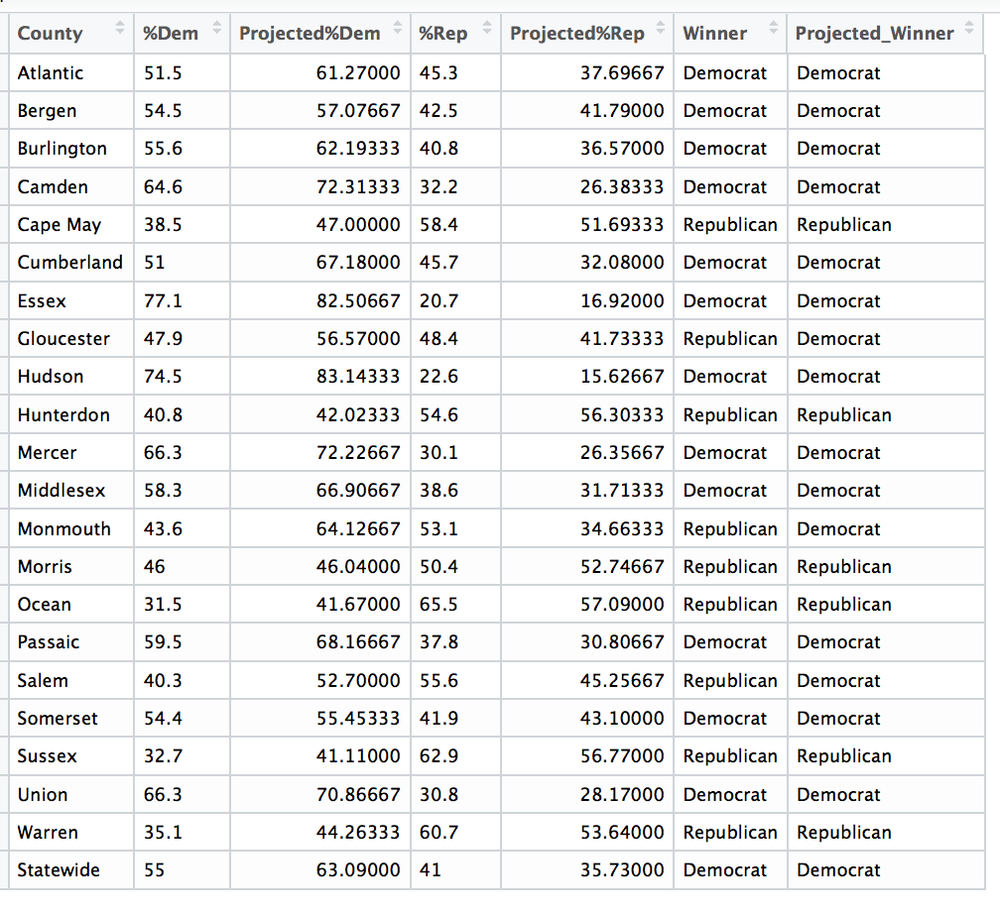 County %Dem Projected%Dem %Rep Projected%Rep Winner Projected_Winner
Atlantic 51.5 61.27000 45.3 37.69667 Democrat Democrat
Bergen 54.5 57.07667 42.5 41.79000 Democrat Democrat
Burlington 55.6 62.19333 40.8 36.57000 Democrat Democrat
Camden 64.6 72.31333 32.2 26.38333 Democrat Democrat
Cape May 38.5 47.00000 58.4 51.69333 Republican Republican
Cumberland 51 67.18000 45.7 32.08000 Democrat Democrat
Essex 77.1 82.50667 20.7 16.92000 Democrat Democrat
Gloucester 47.9 56.57000 48.4 41.73333 Republican Democrat
Hudson 74.5 83.14333 22.6 15.62667 Democrat Democrat
Hunterdon 40.8 42.02333 54.6 56.30333 Republican Republican
Mercer 66.3 72.22667 30.1 26.35667 Democrat Democrat
Middlesex 58.3 66.90667 38.6 31.71333 Democrat Democrat
Monmouth 43.6 64.12667 53.1 34.66333 Republican Democrat
Morris 46 46.04000 50.4 52.74667 Republican Republican
Ocean 31.5 41.67000 65.5 57.09000 Republican Republican
Passaic 59.5 68.16667 37.8 30.80667 Democrat Democrat
Salem 40.3 52.70000 55.6 45.25667 Republican Democrat
Somerset 54.4 55.45333 41.9 43.10000 Democrat Democrat
Sussex 32.7 41.11000 62.9 56.77000 Republican Republican
Union 66.3 70.86667 30.8 28.17000 Democrat Democrat
Warren 35.1 44.26333 60.7 53.64000 Republican Republican
Statewide 55 63.09000 41 35.73000 Democrat Democrat